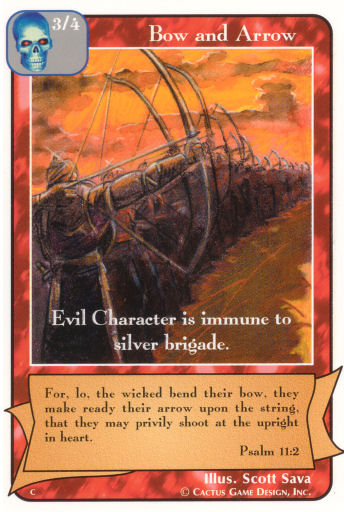 3/4
Bow and Arrow
Evil Character is immune to
silver brigade.
For, lo, the wicked bend their bow, they
make ready their arrow upon the string,
that they may privily shoot at the upright
in heart.
Psalm 11:2
Illus. Scott Sava
C
© Cactus Game Design, Inc.